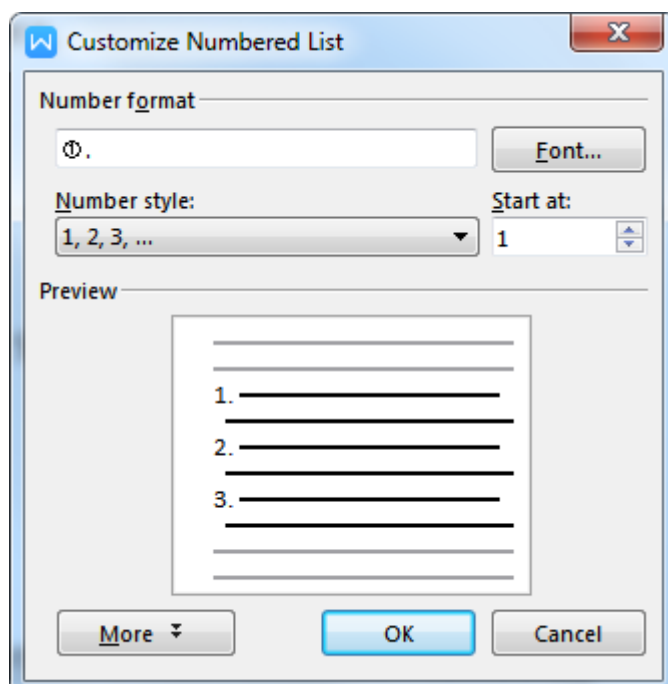 Customize Numbered List
Number format
①.
Font...
Number style:
Start at:
1, 2, 3, ...
1
Preview
1.
2.
3.
More
OK
Cancel